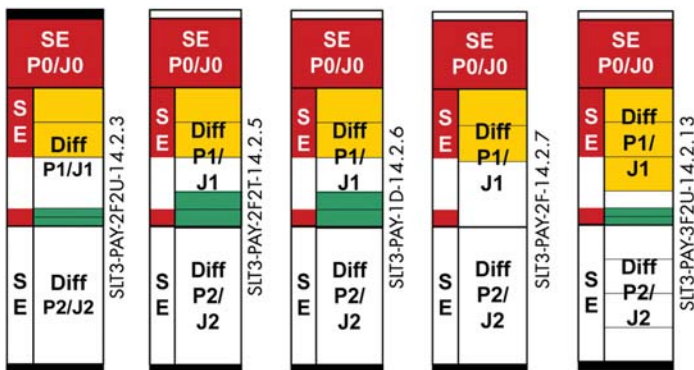 SE
P0/J0
S
E
Diff
P1/J1
S
E
Diff
P2/J2
SLT3-PAY-2F2U-14.2.3
SE
P0/J0
S
E
Diff
P1/
J1
S
E
Diff
P2/
J2
SLT3-PAY-2F2T-14.2.5
SE
P0/J0
S
E
Diff
P1/
J1
S
E
Diff
P2/
J2
SLT3-PAY-1D-14.2.6
SE
P0/J0
S
E
Diff
P1/
J1
S
E
Diff
P2/
J2
SLT3-PAY-2F-14.2.7
SE
P0/J0
S
E
Diff
P1/
J1
S
E
Diff
P2/
J2
SLT3-PAY-3F2U-14.2.13